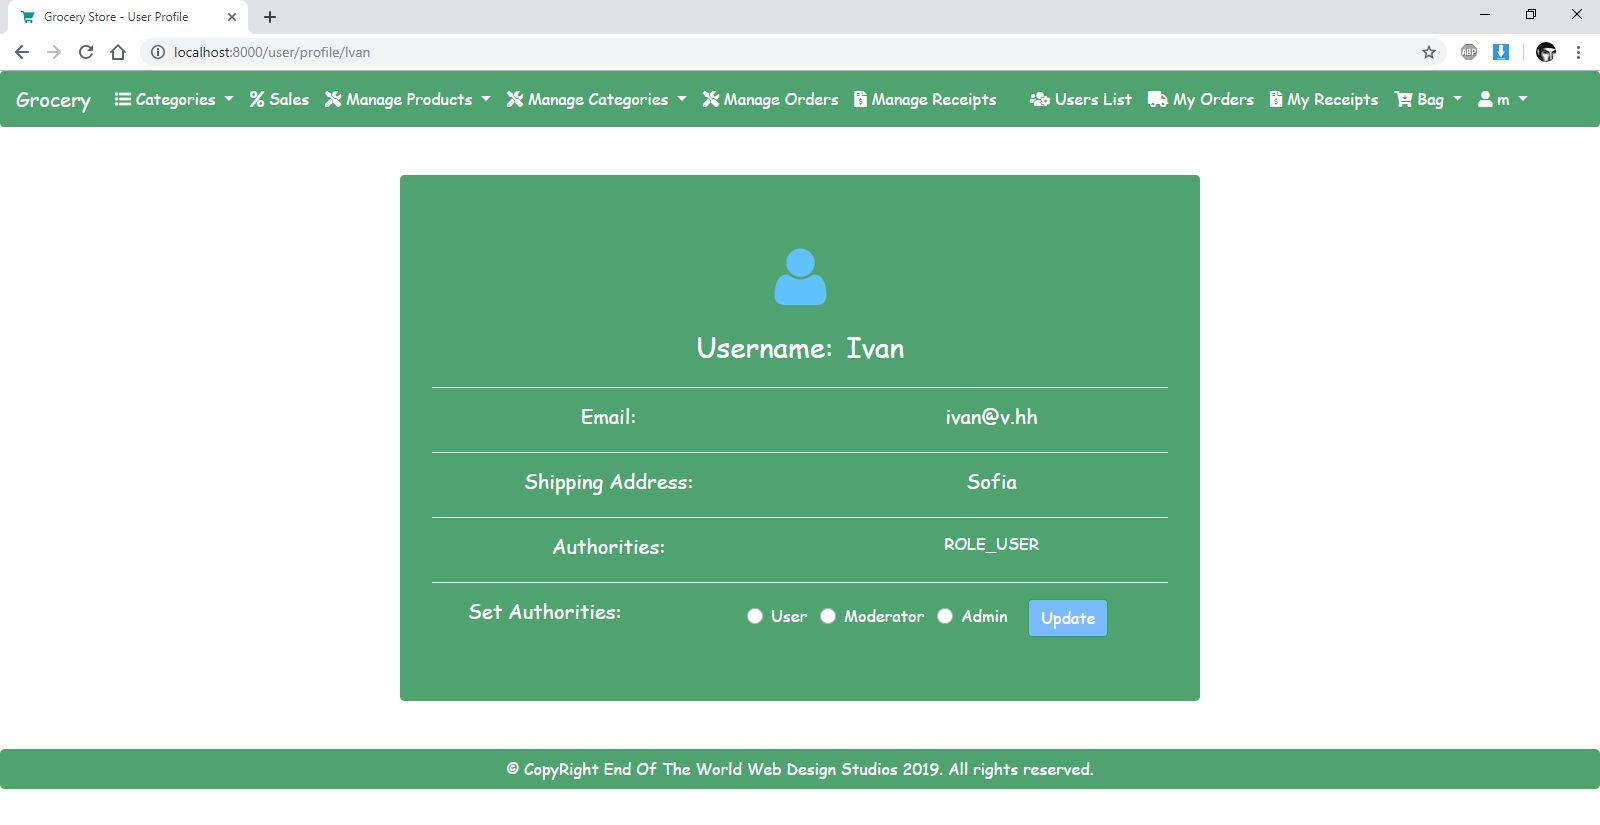 Grocery Store - User Profile
localhost:8000/user/profile/Ivan
ABP
Grocery Categories Sales Manage Products Manage Categories Manage Orders Manage Receipts Users List My Orders My Receipts Bag m
Username: Ivan
Email: ivan@v.hh
Shipping Address: Sofia
Authorities: ROLE_USER
Set Authorities: User Moderator Admin Update
© CopyRight End Of The World Web Design Studios 2019. All rights reserved.